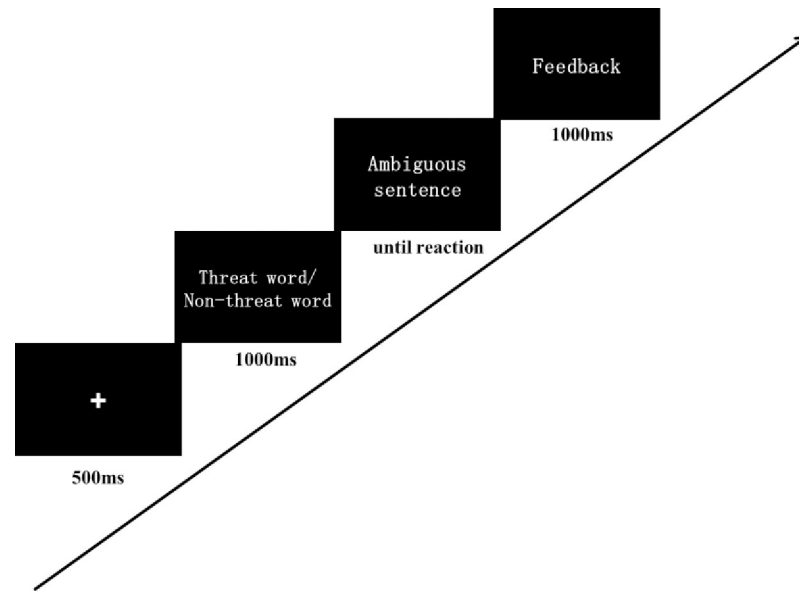 +
500ms
Threat word/
Non-threat word
1000ms
Ambiguous
sentence
until reaction
Feedback
1000ms